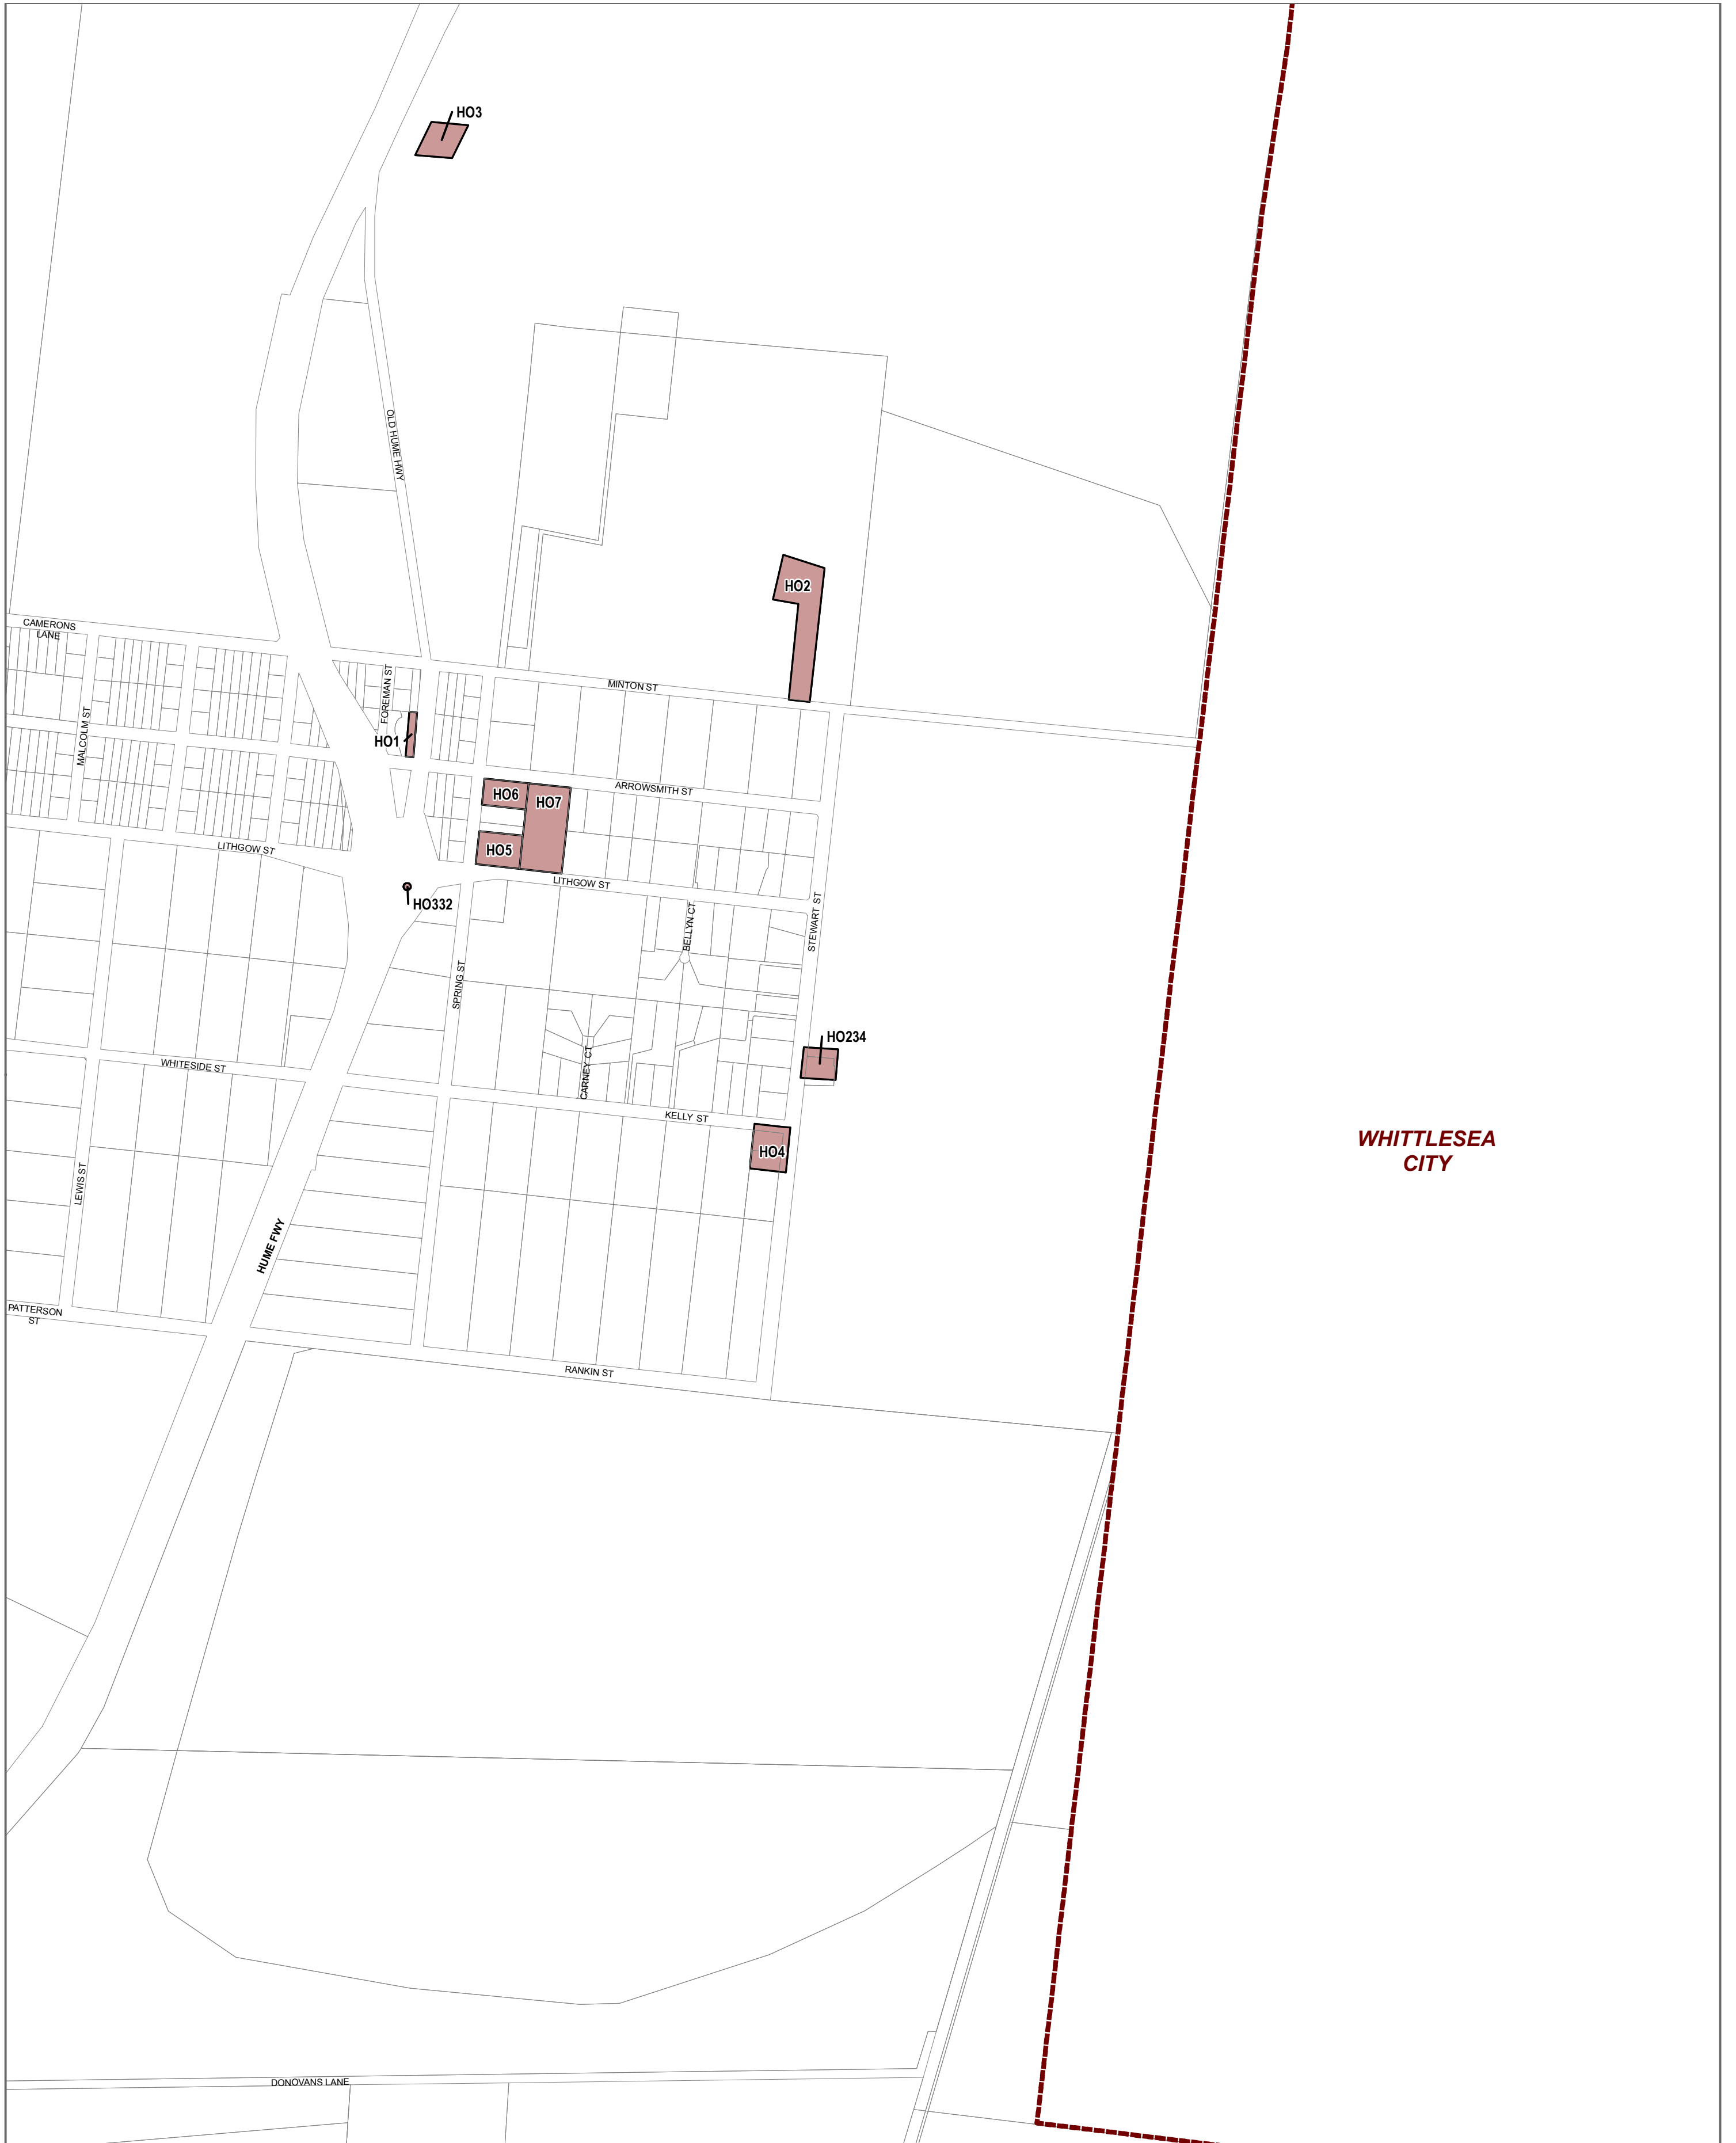 HO3
OLD HUME HWY
HO2
CAMERONS
LANE
FOREMAN ST
MINTON ST
MALCOLM ST
HO1
ARROWSMITH ST
HO6
HO7
HO5
LITHGOW ST
LITHGOW ST
HO332
BELLYN CT
STEWART ST
SPRING ST
HO234
WHITESIDE ST
CARNEY CT
KELLY ST
HO4
WHITTLESEA
CITY
LEWIS ST
HUME FWY
PATTERSON
ST
RANKIN ST
DONOVANS LANE